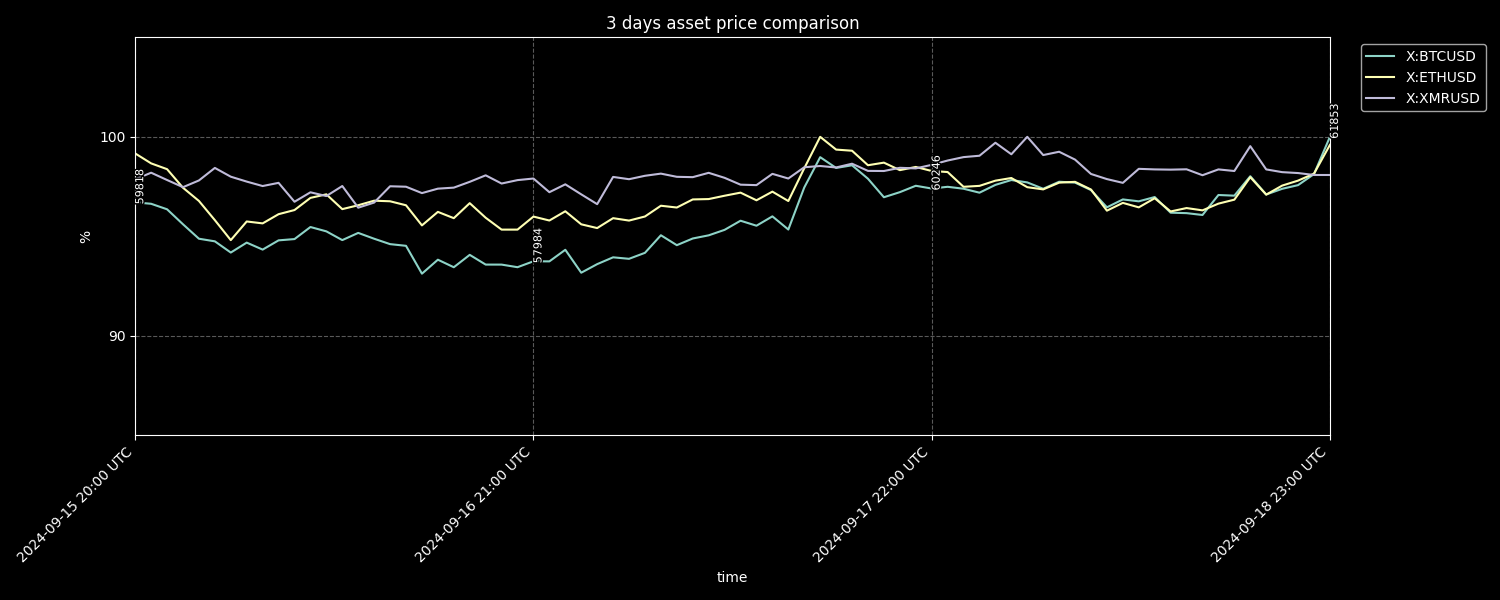 3 days asset price comparison
X:BTCUSD
X:ETHUSD
X:XMRUSD
61853
100
60246
59818
57984
%
90
2024-09-15 20:00 UTC
2024-09-16 21:00 UTC
2024-09-17 22:00 UTC
2024-09-18 23:00 UTC
time